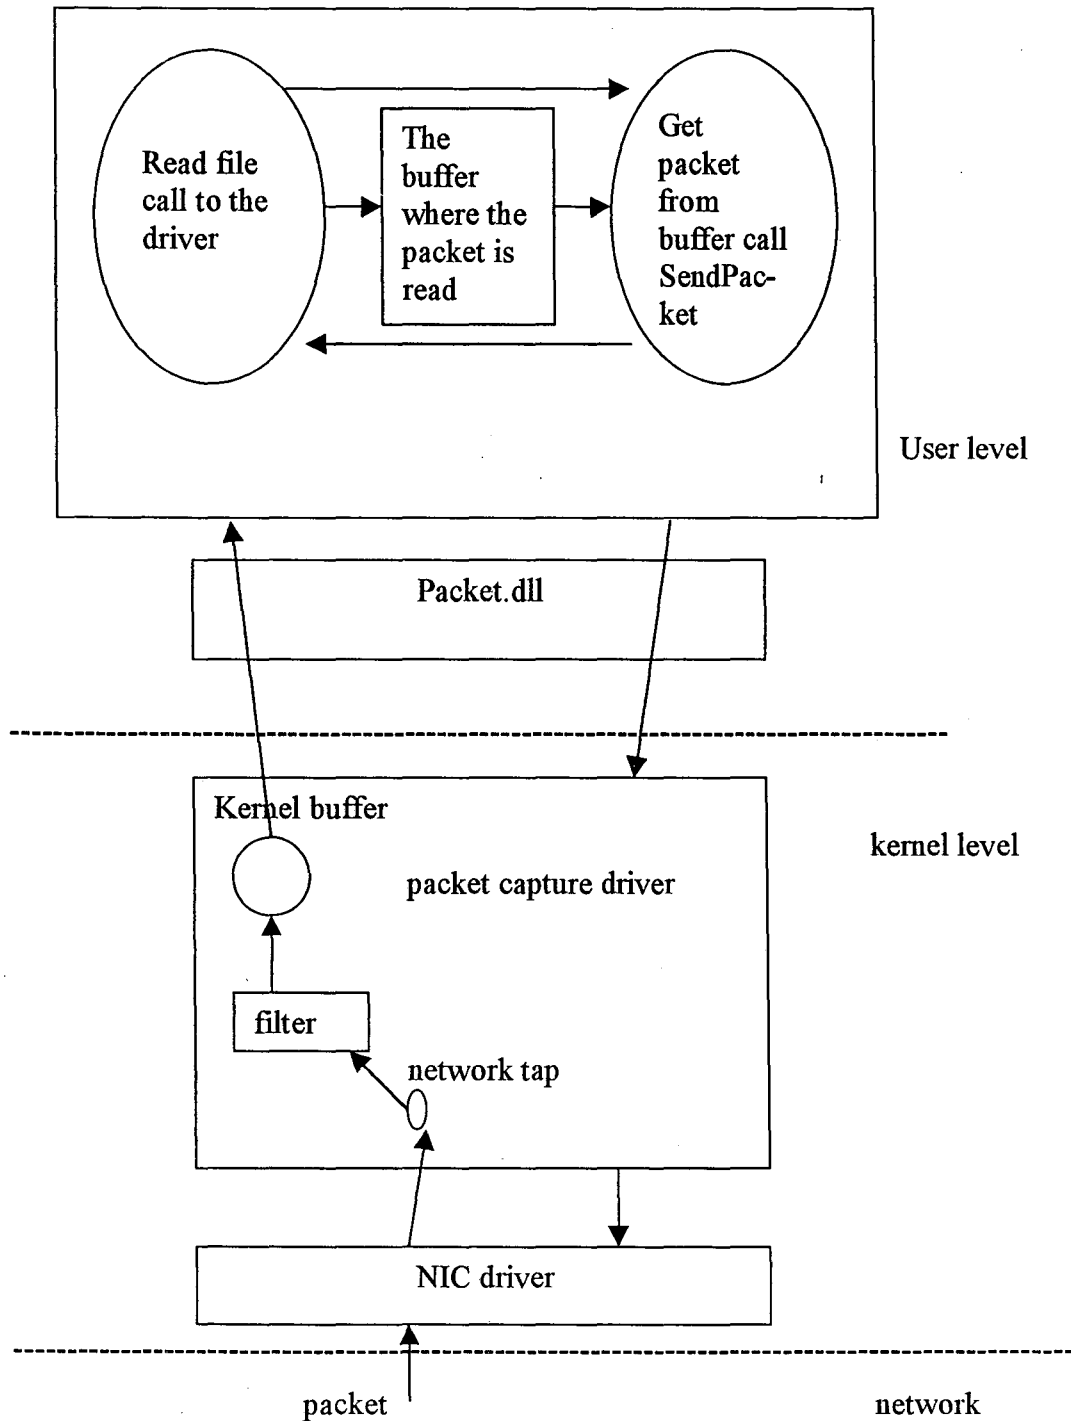 Read file
call to the
driver
The
buffer
where the
packet is
read
Get
packet
from
buffer call
SendPac-
ket
User level
Packet.dll
Kernel buffer
kernel level
packet capture driver
filter
network tap
NIC driver
packet
network